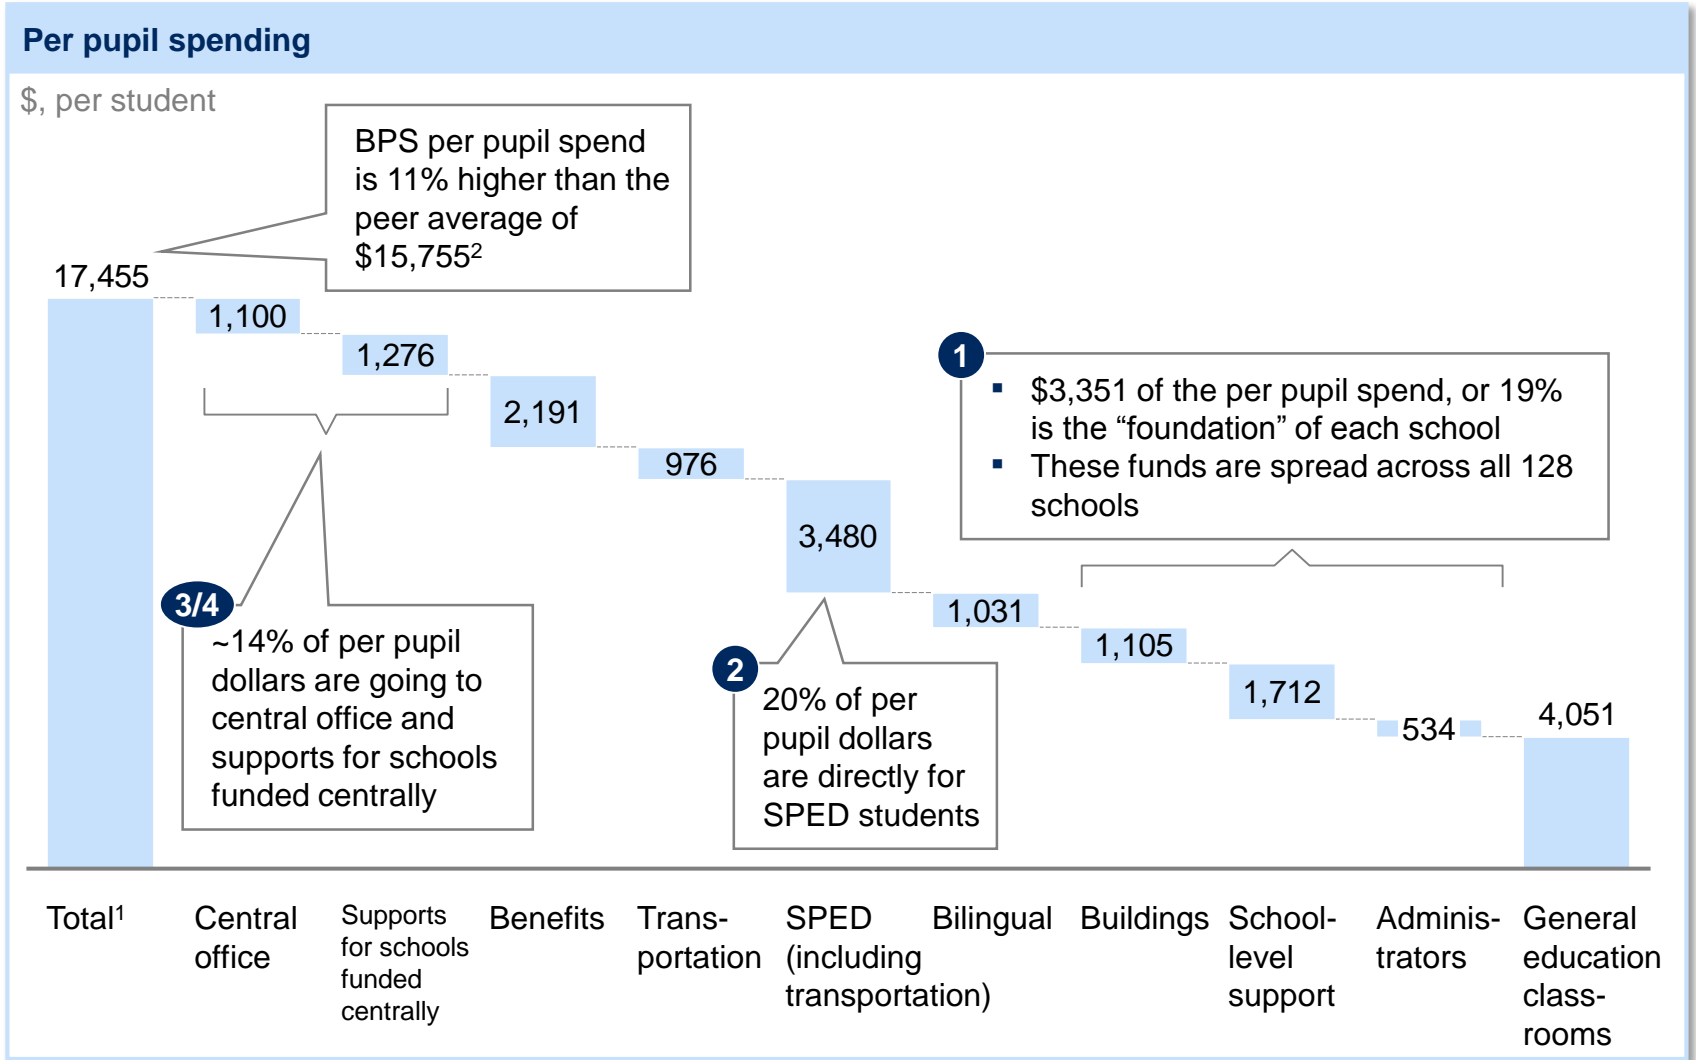 Per pupil spending
$, per student
BPS per pupil spend
is 11% higher than the
peer average of
$15,755²
17,455
1,100
1,276
2,191
976
3,480
1,031
1,105
1,712
534
4,051
1
▪ $3,351 of the per pupil spend, or 19%
is the “foundation” of each school
▪ These funds are spread across all 128
schools
3/4
~14% of per pupil
dollars are going to
central office and
supports for schools
funded centrally
2
20% of per
pupil dollars
are directly for
SPED students
Total¹
Central
office
Supports
for schools
funded
centrally
Benefits
Trans-
portation
SPED
(including
transportation)
Bilingual
Buildings
School-
level
support
Adminis-
trators
General
education
class-
rooms